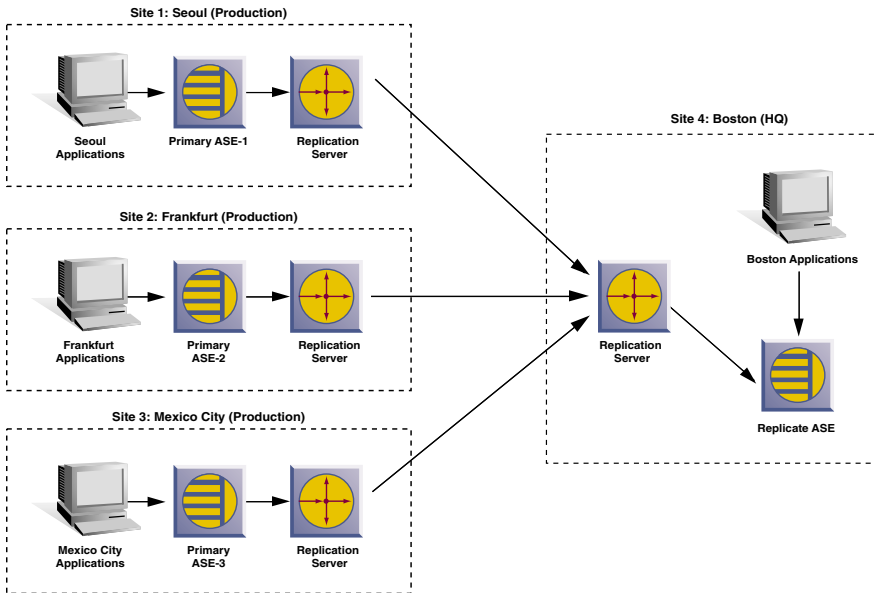 Site 1: Seoul (Production)
Seoul
Applications
Primary ASE-1
Replication
Server
Site 2: Frankfurt (Production)
Frankfurt
Applications
Primary
ASE-2
Replication
Server
Site 3: Mexico City (Production)
Mexico City
Applications
Primary
ASE-3
Replication
Server
Site 4: Boston (HQ)
Boston Applications
Replication
Server
Replicate ASE